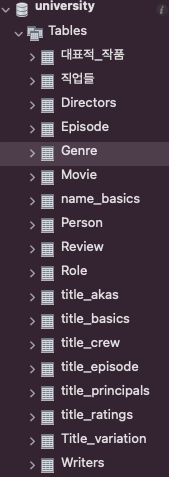 university
Tables
대표적_작품
직업들
Directors
Episode
Genre
Movie
name_basics
Person
Review
Role
title_akas
title_basics
title_crew
title_episode
title_principals
title_ratings
Title_variation
Writers